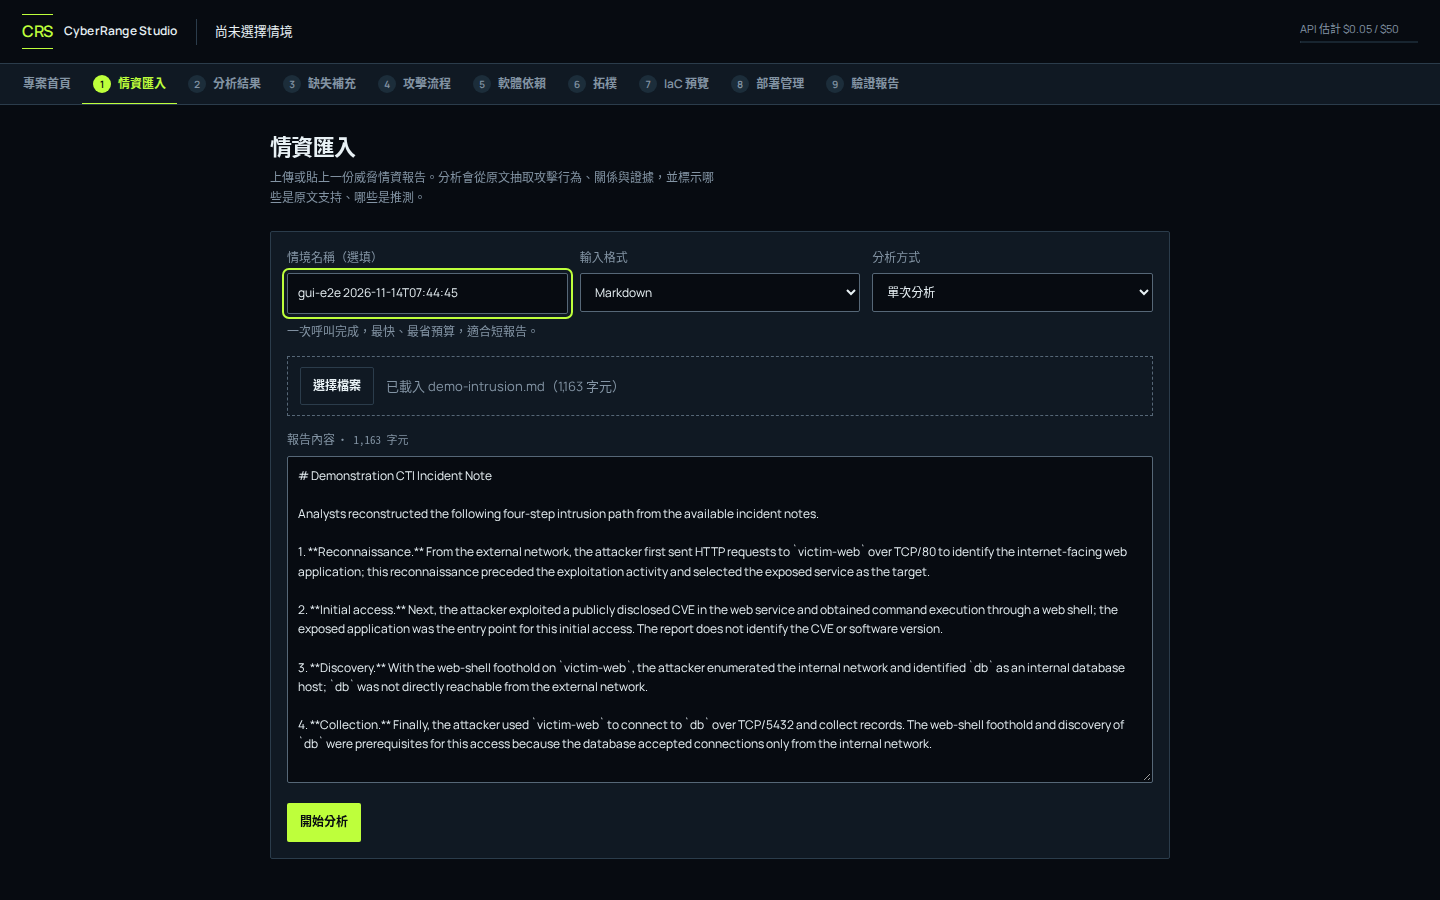 CRS CyberRange Studio 尚未選擇情境 API 估計 $0.05 / $50
專案首頁 1 情資匯入 2 分析結果 3 缺失補充 4 攻擊流程 5 軟體依賴 6 拓樸 7 IaC 預覽 8 部署管理 9 驗證報告
情資匯入
上傳或貼上一份威脅情資報告。分析會從原文抽取攻擊行為、關係與證據，並標示哪
些是原文支持、哪些是推測。
情境名稱（選填） 輸入格式 分析方式
gui-e2e 2026-11-14T07:44:45 Markdown 單次分析
一次呼叫完成，最快、最省預算，適合短報告。
選擇檔案 已載入 demo-intrusion.md（1,163 字元）
報告內容・ 1,163 字元
# Demonstration CTI Incident Note
Analysts reconstructed the following four-step intrusion path from the available incident notes.
1. **Reconnaissance.** From the external network, the attacker first sent HTTP requests to `victim-web` over TCP/80 to identify the internet-facing web
application; this reconnaissance preceded the exploitation activity and selected the exposed service as the target.
2. **Initial access.** Next, the attacker exploited a publicly disclosed CVE in the web service and obtained command execution through a web shell; the
exposed application was the entry point for this initial access. The report does not identify the CVE or software version.
3. **Discovery.** With the web-shell foothold on `victim-web`, the attacker enumerated the internal network and identified `db` as an internal database
host; `db` was not directly reachable from the external network.
4. **Collection.** Finally, the attacker used `victim-web` to connect to `db` over TCP/5432 and collect records. The web-shell foothold and discovery of
`db` were prerequisites for this access because the database accepted connections only from the internal network.
開始分析